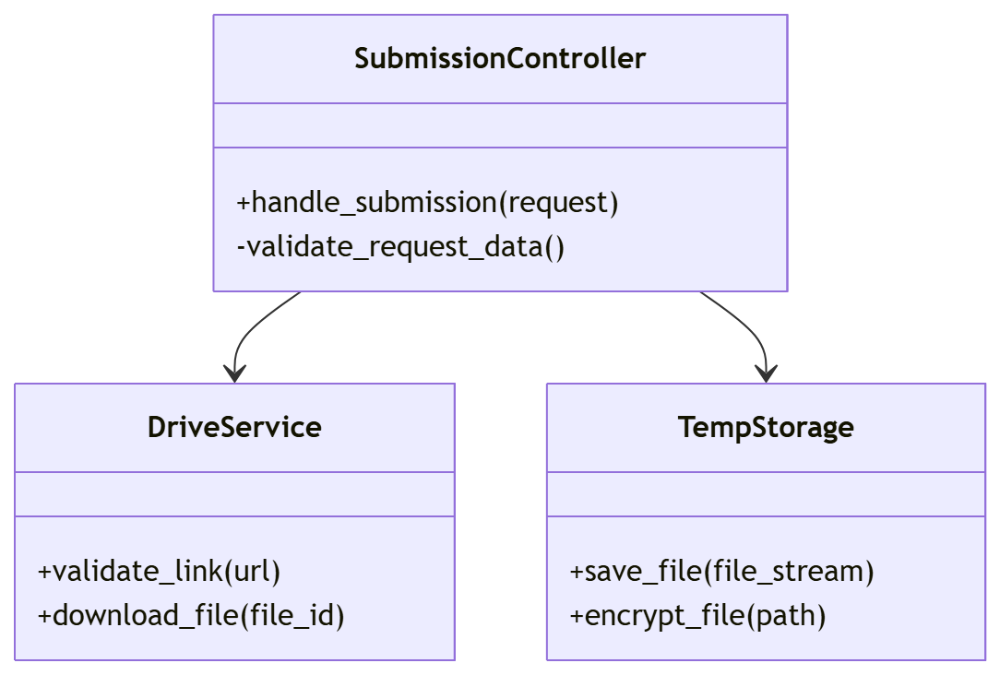 SubmissionController
+handle_submission(request)
-validate_request_data()
DriveService
+validate_link(url)
+download_file(file_id)
TempStorage
+save_file(file_stream)
+encrypt_file(path)